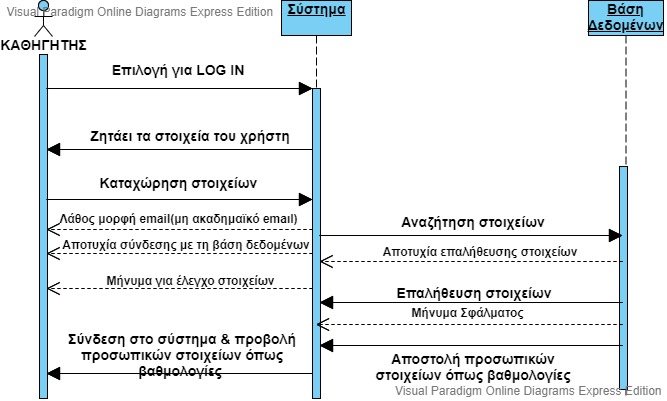 Visual Paradigm Online Diagrams Express Edition
Σύστημα
Βάση
Δεδομένων
ΚΑΘΗΓΗΤΗΣ
Επιλογή για LOG IN
Ζητάει τα στοιχεία του χρήστη
Καταχώρηση στοιχείων
Λάθος μορφή email(μη ακαδημαϊκό email)
Αναζήτηση στοιχείων
Αποτυχία σύνδεσης με τη βάση δεδομένων
Αποτυχία επαλήθευσης στοιχείων
Μήνυμα για έλεγχο στοιχείων
Επαλήθευση στοιχείων
Μήνυμα Σφάλματος
Σύνδεση στο σύστημα & προβολή
προσωπικών στοιχείων όπως
βαθμολογίες
Αποστολή προσωπικών
στοιχείων όπως βαθμολογίες
Visual Paradigm Online Diagrams Express Edition